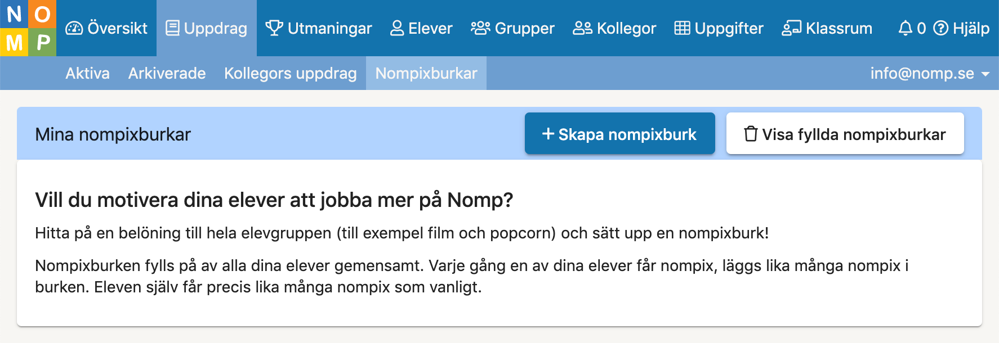 NO
MP
Översikt Uppdrag Utmaningar Elever Grupper Kollegor Uppgifter Klassrum 0 Hjälp
Aktiva Arkiverade Kollegors uppdrag Nompixburkar info@nomp.se
Mina nompixburkar + Skapa nompixburk Visa fyllda nompixburkar
Vill du motivera dina elever att jobba mer på Nomp?
Hitta på en belöning till hela elevgruppen (till exempel film och popcorn) och sätt upp en nompixburk!
Nompixburken fylls på av alla dina elever gemensamt. Varje gång en av dina elever får nompix, läggs lika många nompix i
burken. Eleven själv får precis lika många nompix som vanligt.